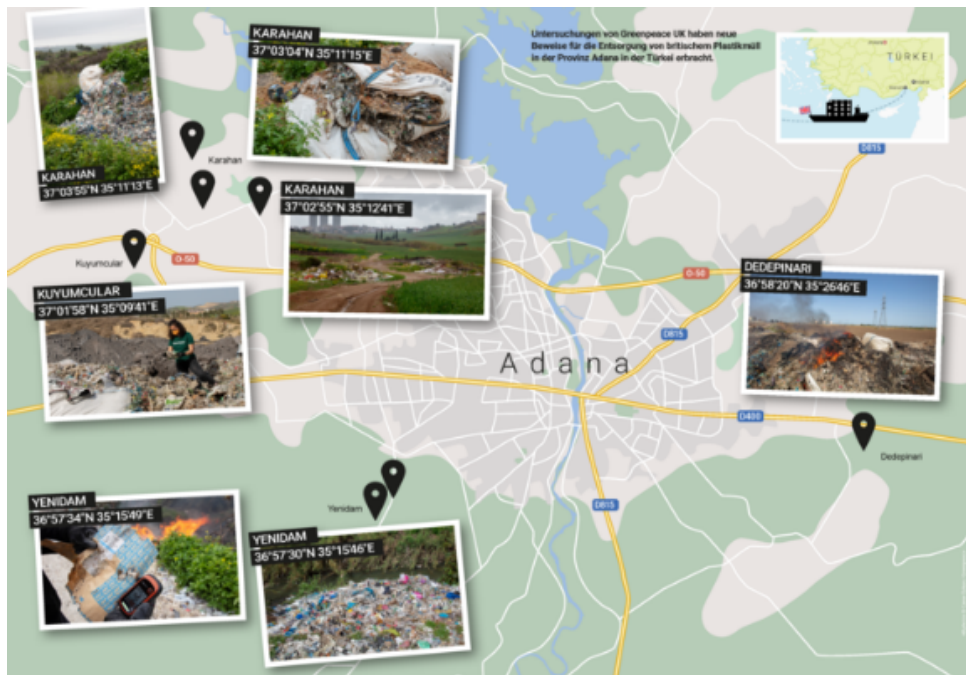 KARAHAN
37°03'04"N 35°11'15"E
Untersuchungen von Greenpeace UK haben neue
Beweise für die Entsorgung von britischem Plastikmüll
in der Provinz Adana in der Türkei erbracht.
TÜRKEI
D815
Karahan
KARAHAN
37°03'55"N 35°11'13"E
KARAHAN
37°02'55"N 35°12'41"E
Kuyumcular
O-50
O-50
DEDEPINARI
36°58'20"N 35°26'46"E
KUYUMCULAR
37°01'58"N 35°09'41"E
D815
Adana
D400
Dedepinari
YENIDAM
36°57'34"N 35°15'49"E
Yenidam
D815
YENIDAM
36°57'30"N 35°15'46"E